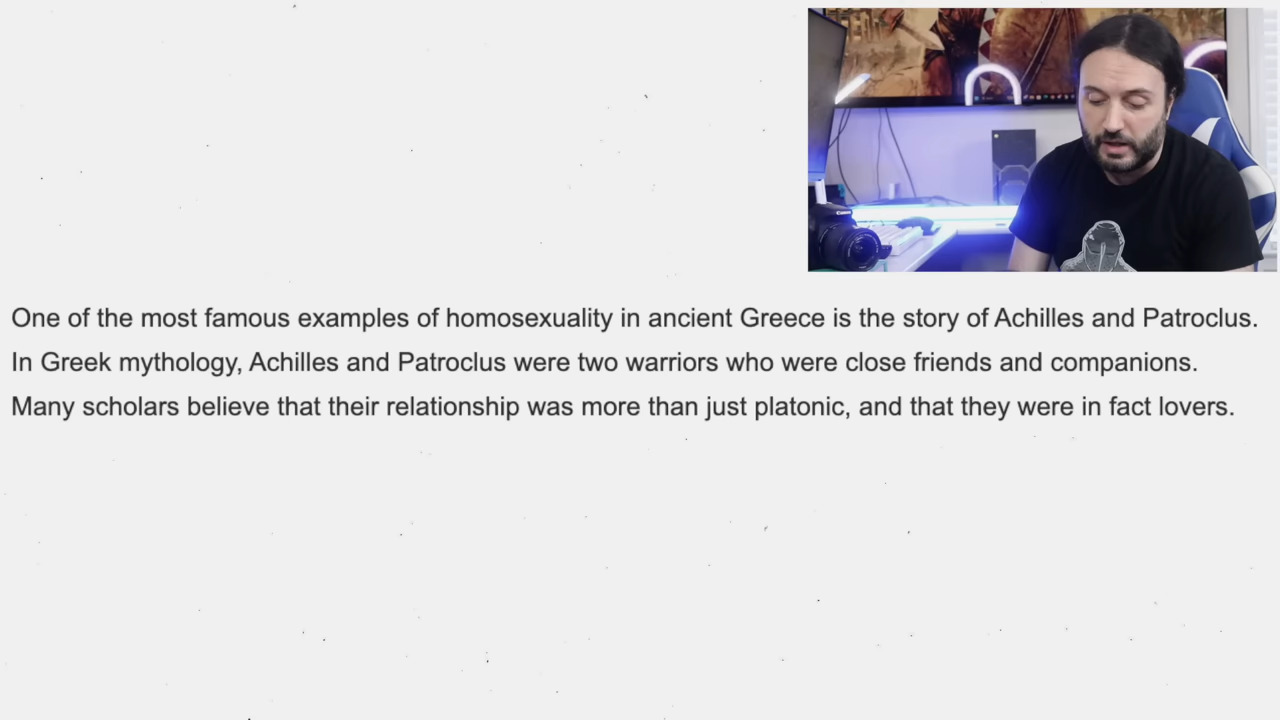 Canon
One of the most famous examples of homosexuality in ancient Greece is the story of Achilles and Patroclus.
In Greek mythology, Achilles and Patroclus were two warriors who were close friends and companions.
Many scholars believe that their relationship was more than just platonic, and that they were in fact lovers.